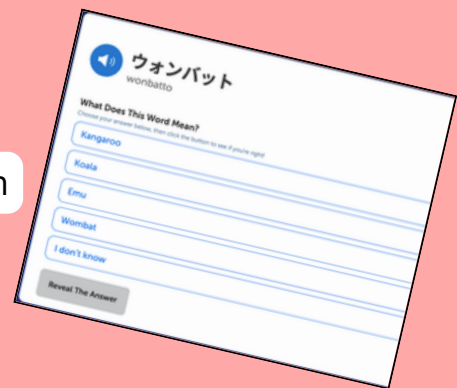 ウォンバット
wonbatto
What Does This Word Mean?
Choose your answer below, then click the button to see if you're right!
Kangaroo
Koala
Emu
Wombat
I don't know
Reveal The Answer
n